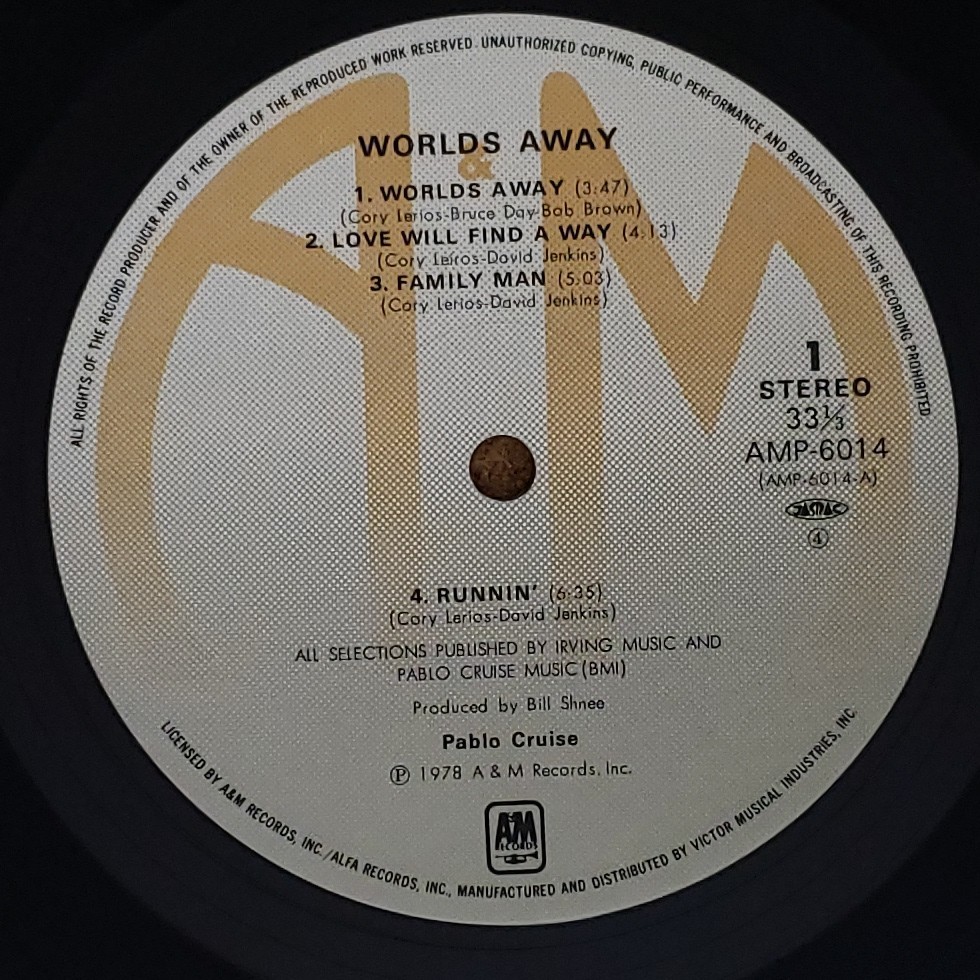 ALL RIGHTS OF THE RECORD PRODUCER AND OF THE OWNER OF THE REPRODUCED WORK RESERVED. UNAUTHORIZED COPYING, PUBLIC PERFORMANCE AND BROADCASTING OF THIS RECORDING PROHIBITED
WORLDS AWAY
&
1. WORLDS AWAY (3:47)
(Cory Lerios-Bruce Day-Bob Brown)
2. LOVE WILL FIND A WAY (4:13)
(Cory Leiros-David Jenkins)
3. FAMILY MAN (5:03)
(Cory Lerios-David Jenkins)
1
STEREO
33⅓
AMP-6014
(AMP-6014-A)
JASRAC
④
4. RUNNIN' (6:35)
(Cory Lerios-David Jenkins)
ALL SELECTIONS PUBLISHED BY IRVING MUSIC AND
PABLO CRUISE MUSIC (BMI)
Produced by Bill Shnee
Pablo Cruise
Ⓟ 1978 A & M Records, Inc.
A&M
RECORDS
LICENSED BY A&M RECORDS, INC./ALFA RECORDS, INC., MANUFACTURED AND DISTRIBUTED BY VICTOR MUSICAL INDUSTRIES, INC.